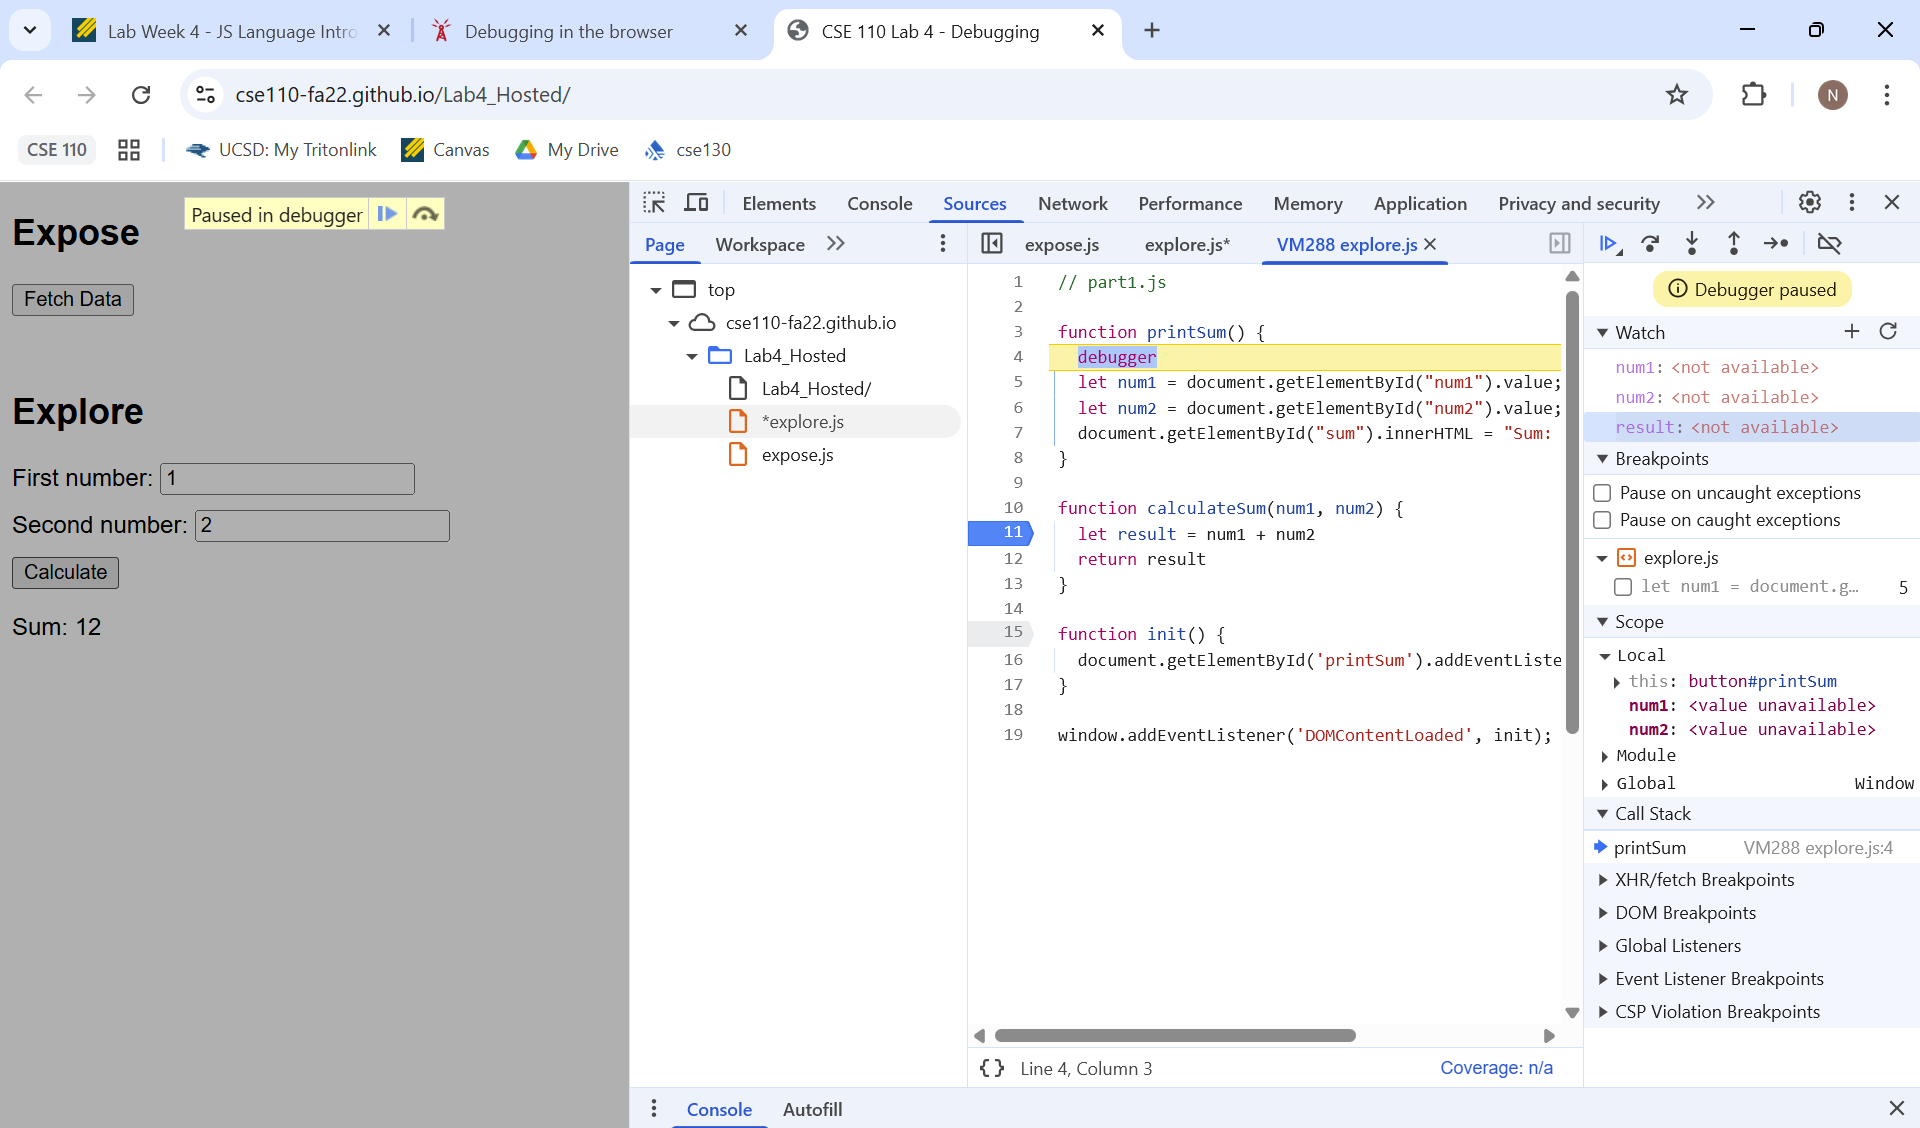 Lab Week 4 - JS Language Intro
Debugging in the browser
CSE 110 Lab 4 - Debugging
cse110-fa22.github.io/Lab4_Hosted/
N
CSE 110
UCSD: My Tritonlink
Canvas
My Drive
cse130
Expose
Paused in debugger
Fetch Data
Explore
First number: 1
Second number: 2
Calculate
Sum: 12
Elements
Console
Sources
Network
Performance
Memory
Application
Privacy and security
Page
Workspace
expose.js
explore.js*
VM288 explore.js
top
cse110-fa22.github.io
Lab4_Hosted
Lab4_Hosted/
*explore.js
expose.js
1 // part1.js
2
3 function printSum() {
4 debugger
5 let num1 = document.getElementById("num1").value;
6 let num2 = document.getElementById("num2").value;
7 document.getElementById("sum").innerHTML = "Sum:
8 }
9
10 function calculateSum(num1, num2) {
11 let result = num1 + num2
12 return result
13 }
14
15 function init() {
16 document.getElementById('printSum').addEventListe
17 }
18
19 window.addEventListener('DOMContentLoaded', init);
{} Line 4, Column 3
Coverage: n/a
Debugger paused
Watch
num1: <not available>
num2: <not available>
result: <not available>
Breakpoints
Pause on uncaught exceptions
Pause on caught exceptions
explore.js
let num1 = document.g… 5
Scope
Local
this: button#printSum
num1: <value unavailable>
num2: <value unavailable>
Module
Global Window
Call Stack
printSum VM288 explore.js:4
XHR/fetch Breakpoints
DOM Breakpoints
Global Listeners
Event Listener Breakpoints
CSP Violation Breakpoints
Console
Autofill